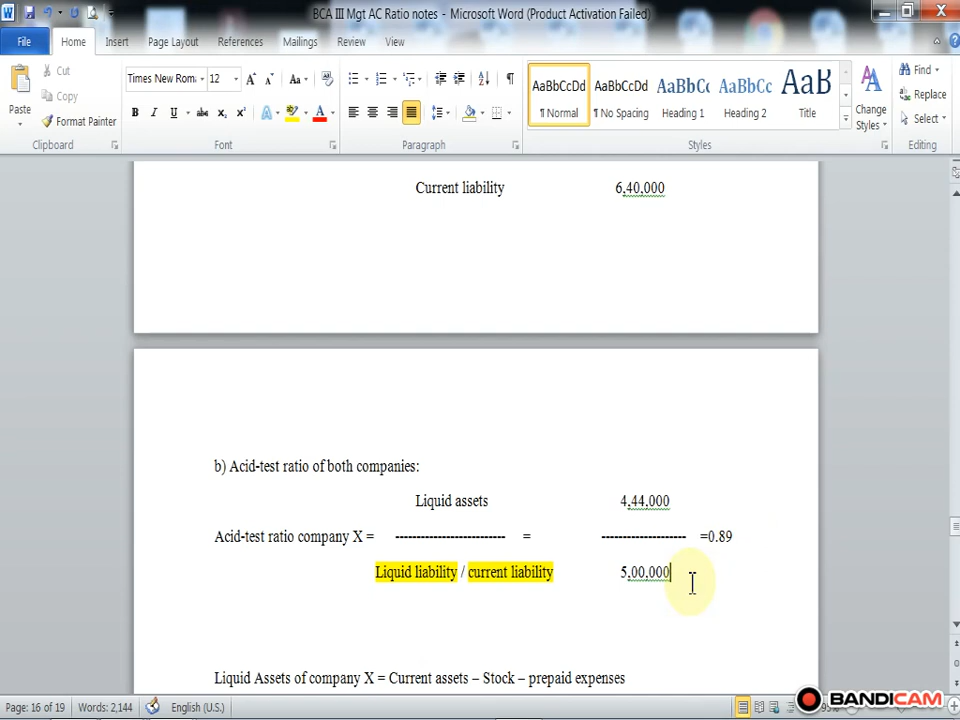 BCA III Mgt AC Ratio notes - Microsoft Word (Product Activation Failed)
File Home Insert Page Layout References Mailings Review View
Paste
Cut
Copy
Format Painter
Clipboard
Times New Roma 12
Font
Paragraph
AaBbCcDd AaBbCcDd AaBbCc AaBbCc AaB
¶ Normal ¶ No Spacing Heading 1 Heading 2 Title
Change Styles
Styles
Find
Replace
Select
Editing
Current liability 6,40,000
b) Acid-test ratio of both companies:
Liquid assets 4,44,000
Acid-test ratio company X = -------------------------- = -------------------- =0.89
Liquid liability / current liability 5,00,000
Liquid Assets of company X = Current assets – Stock – prepaid expenses
Page: 16 of 19 Words: 2,144 English (U.S.)
BANDICAM